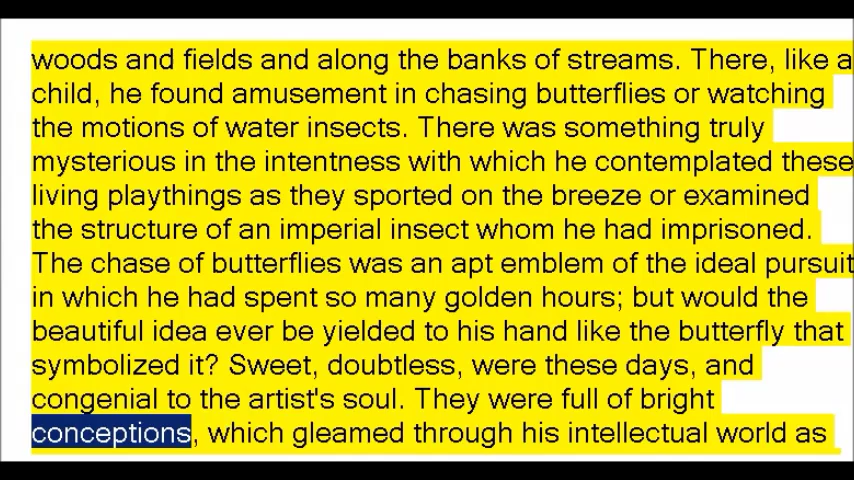 woods and fields and along the banks of streams. There, like a
child, he found amusement in chasing butterflies or watching
the motions of water insects. There was something truly
mysterious in the intentness with which he contemplated these
living playthings as they sported on the breeze or examined
the structure of an imperial insect whom he had imprisoned.
The chase of butterflies was an apt emblem of the ideal pursuit
in which he had spent so many golden hours; but would the
beautiful idea ever be yielded to his hand like the butterfly that
symbolized it? Sweet, doubtless, were these days, and
congenial to the artist's soul. They were full of bright
conceptions, which gleamed through his intellectual world as